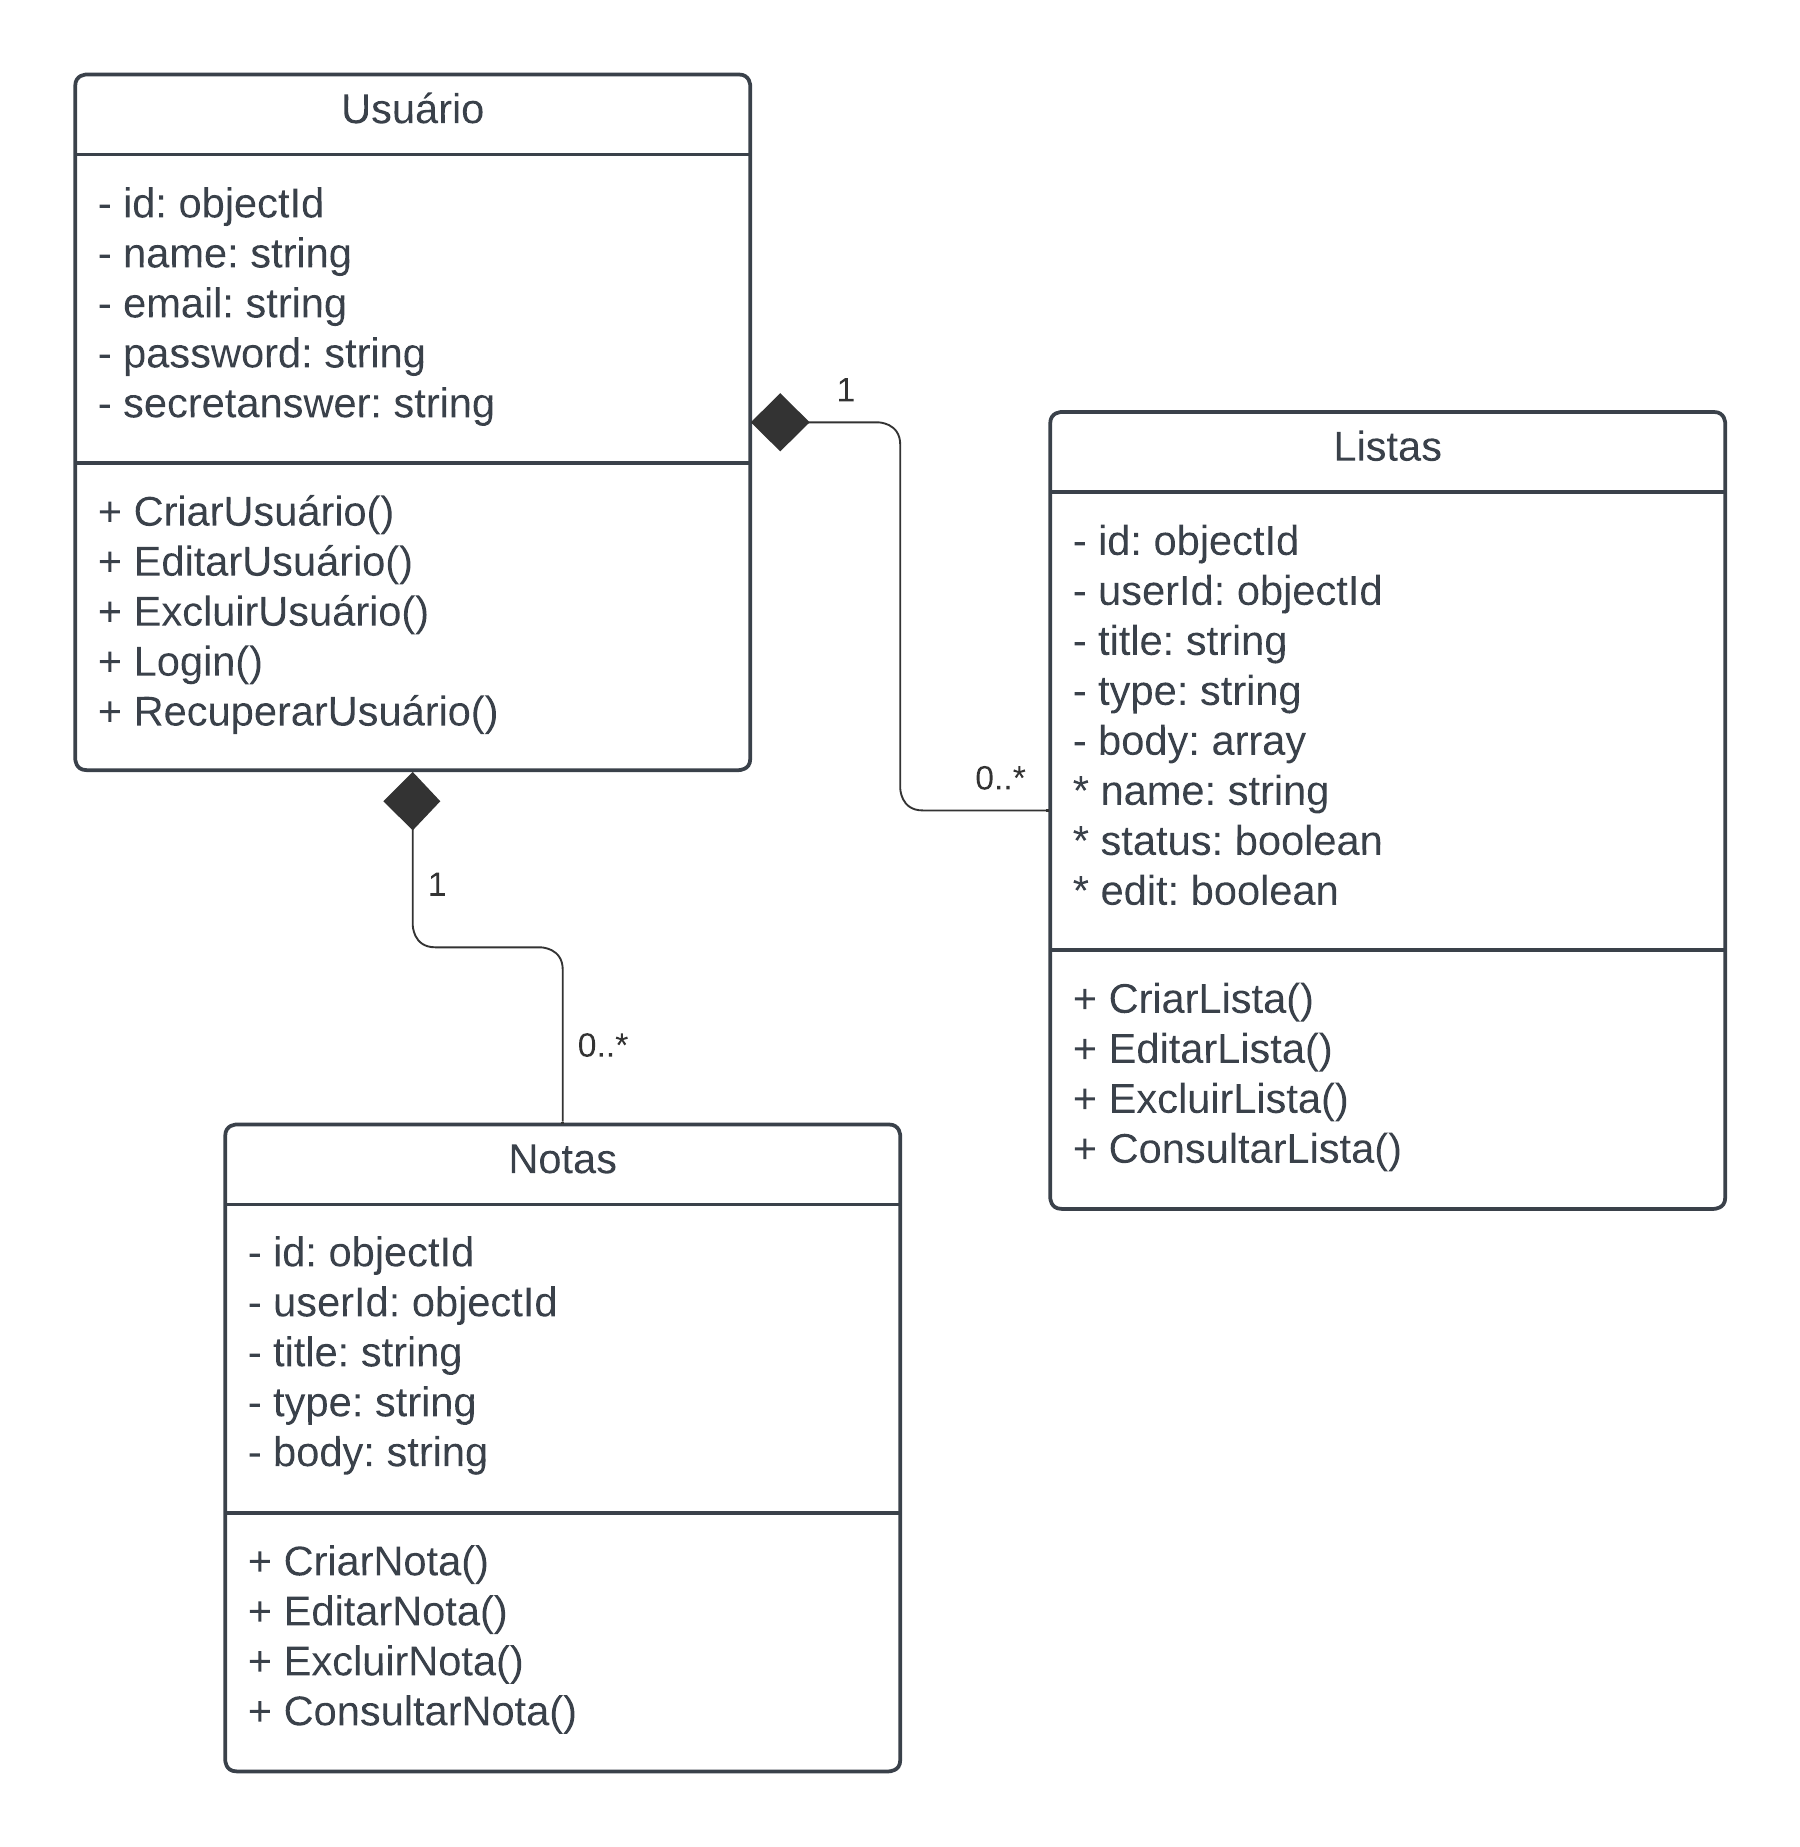 Usuário
- id: objectId
- name: string
- email: string
- password: string
- secretanswer: string
+ CriarUsuário()
+ EditarUsuário()
+ ExcluirUsuário()
+ Login()
+ RecuperarUsuário()
1
0..*
Listas
- id: objectId
- userId: objectId
- title: string
- type: string
- body: array
* name: string
* status: boolean
* edit: boolean
+ CriarLista()
+ EditarLista()
+ ExcluirLista()
+ ConsultarLista()
1
0..*
Notas
- id: objectId
- userId: objectId
- title: string
- type: string
- body: string
+ CriarNota()
+ EditarNota()
+ ExcluirNota()
+ ConsultarNota()